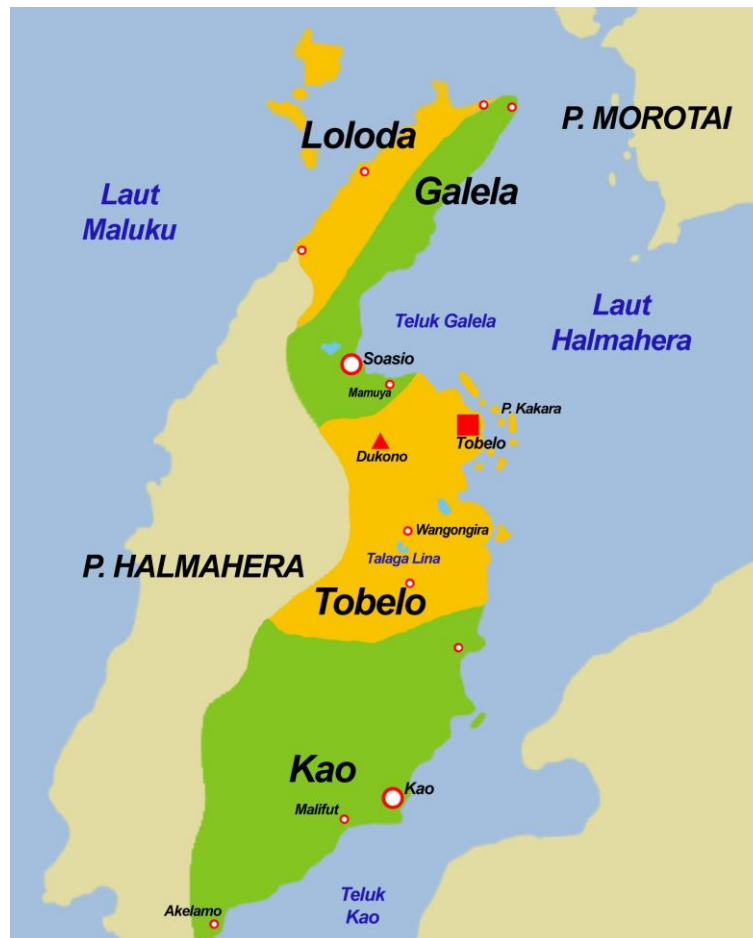 P. MOROTAI
Loloda
Galela
Laut
Maluku
Laut
Halmahera
Teluk Galela
Soasio
Mamuya
P. Kakara
Tobelo
Dukono
Wangongira
Talaga Lina
P. HALMAHERA
Tobelo
Kao
Kao
Malifut
Teluk
Kao
Akelamo